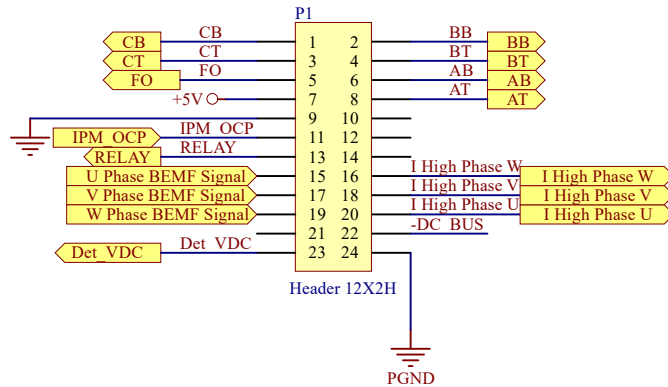 P1
CB CB 1 2 BB BB
CT CT 3 4 BT BT
FO FO 5 6 AB AB
+5V 7 8 AT AT
9 10
IPM_OCP IPM_OCP 11 12
RELAY RELAY 13 14
U Phase BEMF Signal 15 16 I High Phase W I High Phase W
V Phase BEMF Signal 17 18 I High Phase V I High Phase V
W Phase BEMF Signal 19 20 I High Phase U I High Phase U
21 22 -DC_BUS
Det_VDC Det_VDC 23 24
Header 12X2H
PGND